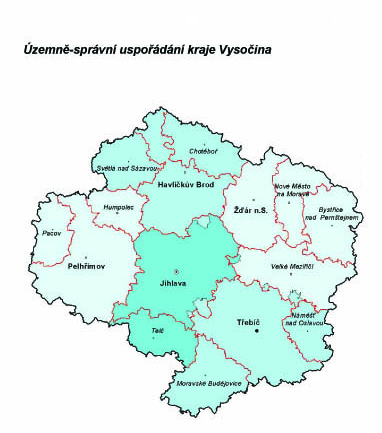 Územně-správní uspořádání kraje Vysočina
Chotěboř
Světlá nad Sázavou
Havlíčkův Brod
Nové Město
na Moravě
Humpolec
Žďár n.S.
Bystřice
nad Pernštejnem
Pacov
Pelhřimov
Velké Meziříčí
Jihlava
Náměšť
nad Oslavou
Třebíč
Telč
Moravské Budějovice